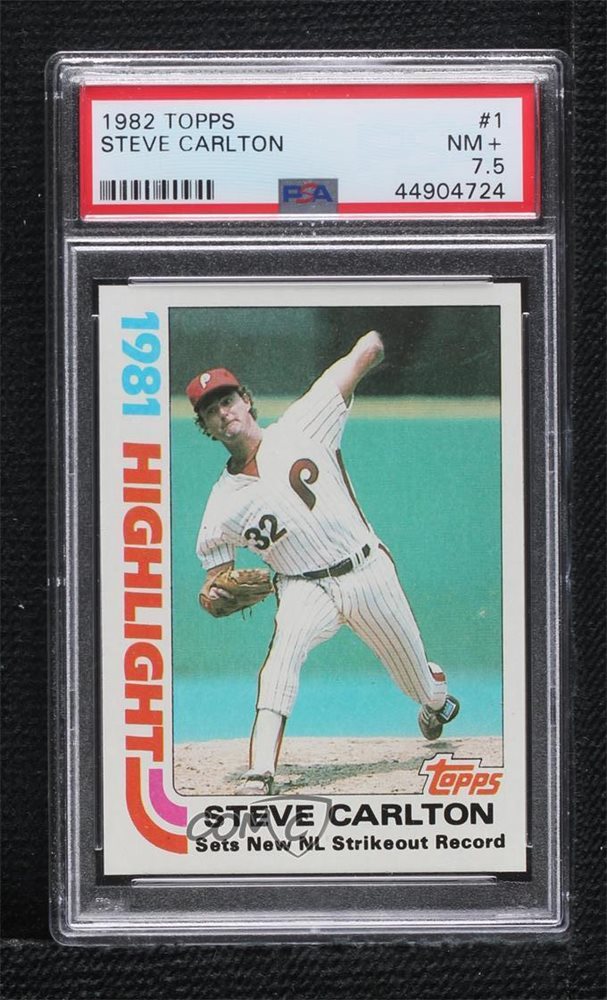 1982 TOPPS #1
STEVE CARLTON NM+
7.5
PSA 44904724
1981 HIGHLIGHT
P
P
32
topps
STEVE CARLTON
COMC
Sets New NL Strikeout Record